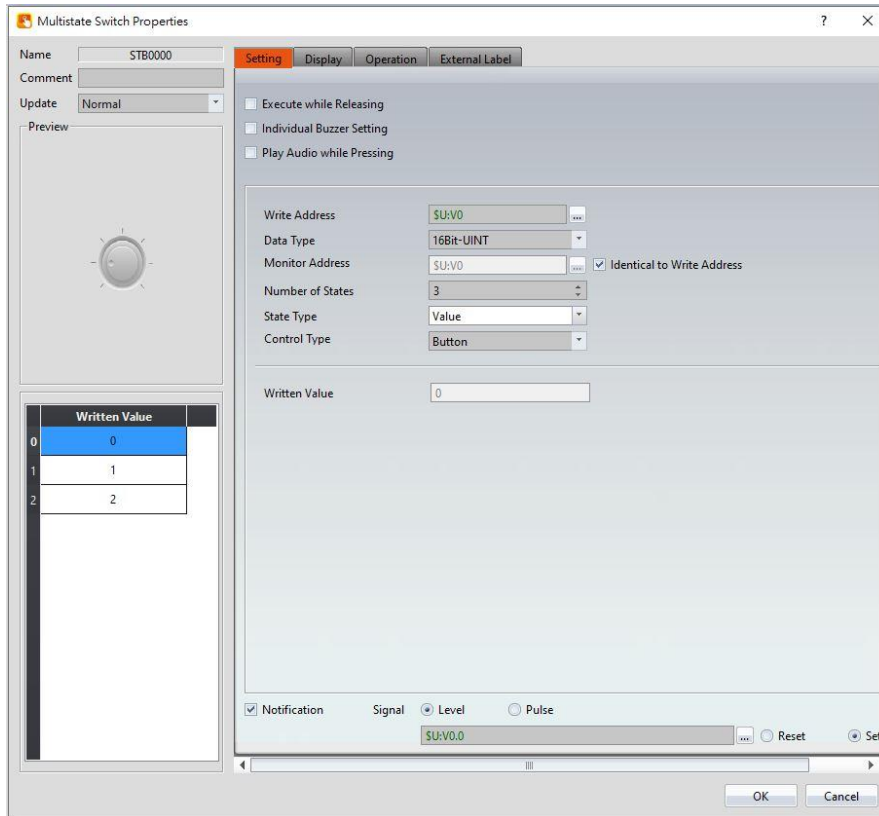 Multistate Switch Properties
Name STB0000
Comment
Update Normal
Preview
Written Value
0 0
1 1
2 2
Setting Display Operation External Label
Execute while Releasing
Individual Buzzer Setting
Play Audio while Pressing
Write Address $U:V0 ...
Data Type 16Bit-UINT
Monitor Address $U:V0 ... Identical to Write Address
Number of States 3
State Type Value
Control Type Button
Written Value 0
Notification Signal Level Pulse
$U:V0.0 ... Reset Set
OK Cancel